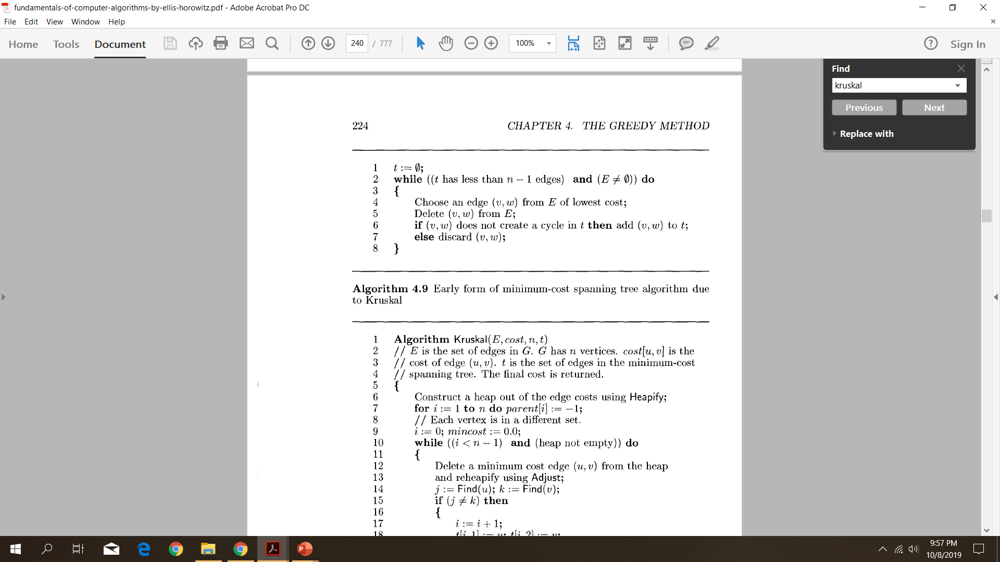 fundamentals-of-computer-algorithms-by-ellis-horowitz.pdf - Adobe Acrobat Pro DC
File Edit View Window Help
Home Tools Document 240 / 777 100% Sign In
Find
kruskal
Previous Next
Replace with
224 CHAPTER 4. THE GREEDY METHOD
1 t := ∅;
2 while ((t has less than n − 1 edges) and (E ≠ ∅)) do
3 {
4 Choose an edge (v, w) from E of lowest cost;
5 Delete (v, w) from E;
6 if (v, w) does not create a cycle in t then add (v, w) to t;
7 else discard (v, w);
8 }
Algorithm 4.9 Early form of minimum-cost spanning tree algorithm due
to Kruskal
1 Algorithm Kruskal(E, cost, n, t)
2 // E is the set of edges in G. G has n vertices. cost[u, v] is the
3 // cost of edge (u, v). t is the set of edges in the minimum-cost
4 // spanning tree. The final cost is returned.
5 {
6 Construct a heap out of the edge costs using Heapify;
7 for i := 1 to n do parent[i] := −1;
8 // Each vertex is in a different set.
9 i := 0; mincost := 0.0;
10 while ((i < n − 1) and (heap not empty)) do
11 {
12 Delete a minimum cost edge (u, v) from the heap
13 and reheapify using Adjust;
14 j := Find(u); k := Find(v);
15 if (j ≠ k) then
16 {
17 i := i + 1;
18 t[i, 1] := u; t[i, 2] := v;
9:57 PM
10/8/2019